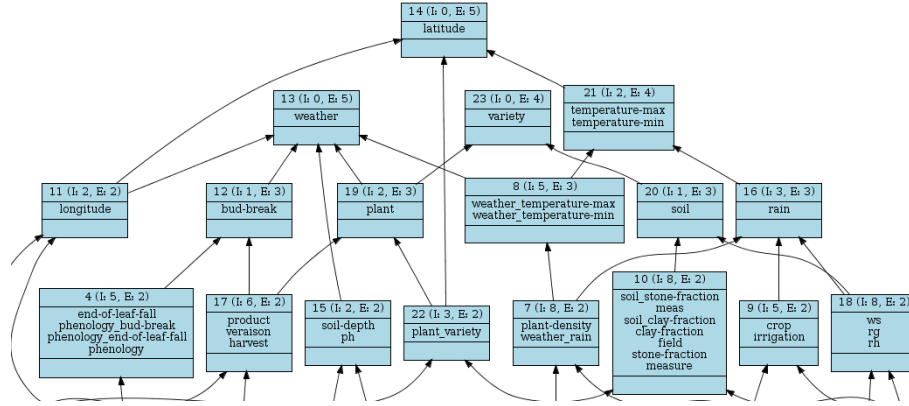 14 (I: 0, E: 5)
latitude
13 (I: 0, E: 5)
weather
23 (I: 0, E: 4)
variety
21 (I: 2, E: 4)
temperature-max
temperature-min
11 (I: 2, E: 2)
longitude
12 (I: 1, E: 3)
bud-break
19 (I: 2, E: 3)
plant
8 (I: 5, E: 3)
weather_temperature-max
weather_temperature-min
20 (I: 1, E: 3)
soil
16 (I: 3, E: 3)
rain
4 (I: 5, E: 2)
end-of-leaf-fall
phenology_bud-break
phenology_end-of-leaf-fall
phenology
17 (I: 6, E: 2)
product
veraison
harvest
15 (I: 2, E: 2)
soil-depth
ph
22 (I: 3, E: 2)
plant_variety
7 (I: 8, E: 2)
plant-density
weather_rain
10 (I: 8, E: 2)
soil_stone-fraction
meas
soil_clay-fraction
clay-fraction
field
stone-fraction
measure
9 (I: 5, E: 2)
crop
irrigation
18 (I: 8, E: 2)
ws
rg
rh